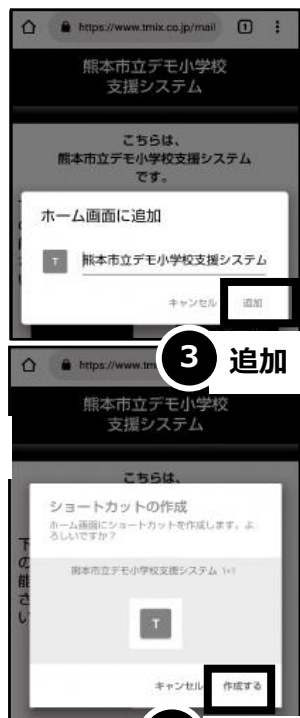 https://www.tmix.co.jp/mail
1
熊本市立デモ小学校
支援システム
こちらは、
熊本市立デモ小学校支援システム
です。
ホーム画面に追加
T
熊本市立デモ小学校支援システム
キャンセル
追加
3 追加
https://www.tm
熊本市立デモ小学校
支援システム
こちらは、
ショートカットの作成
ホーム画面にショートカットを作成します。よ
ろしいですか？
熊本市立デモ小学校支援システム 1×1
下
の
能
さ
い
T
キャンセル
作成する